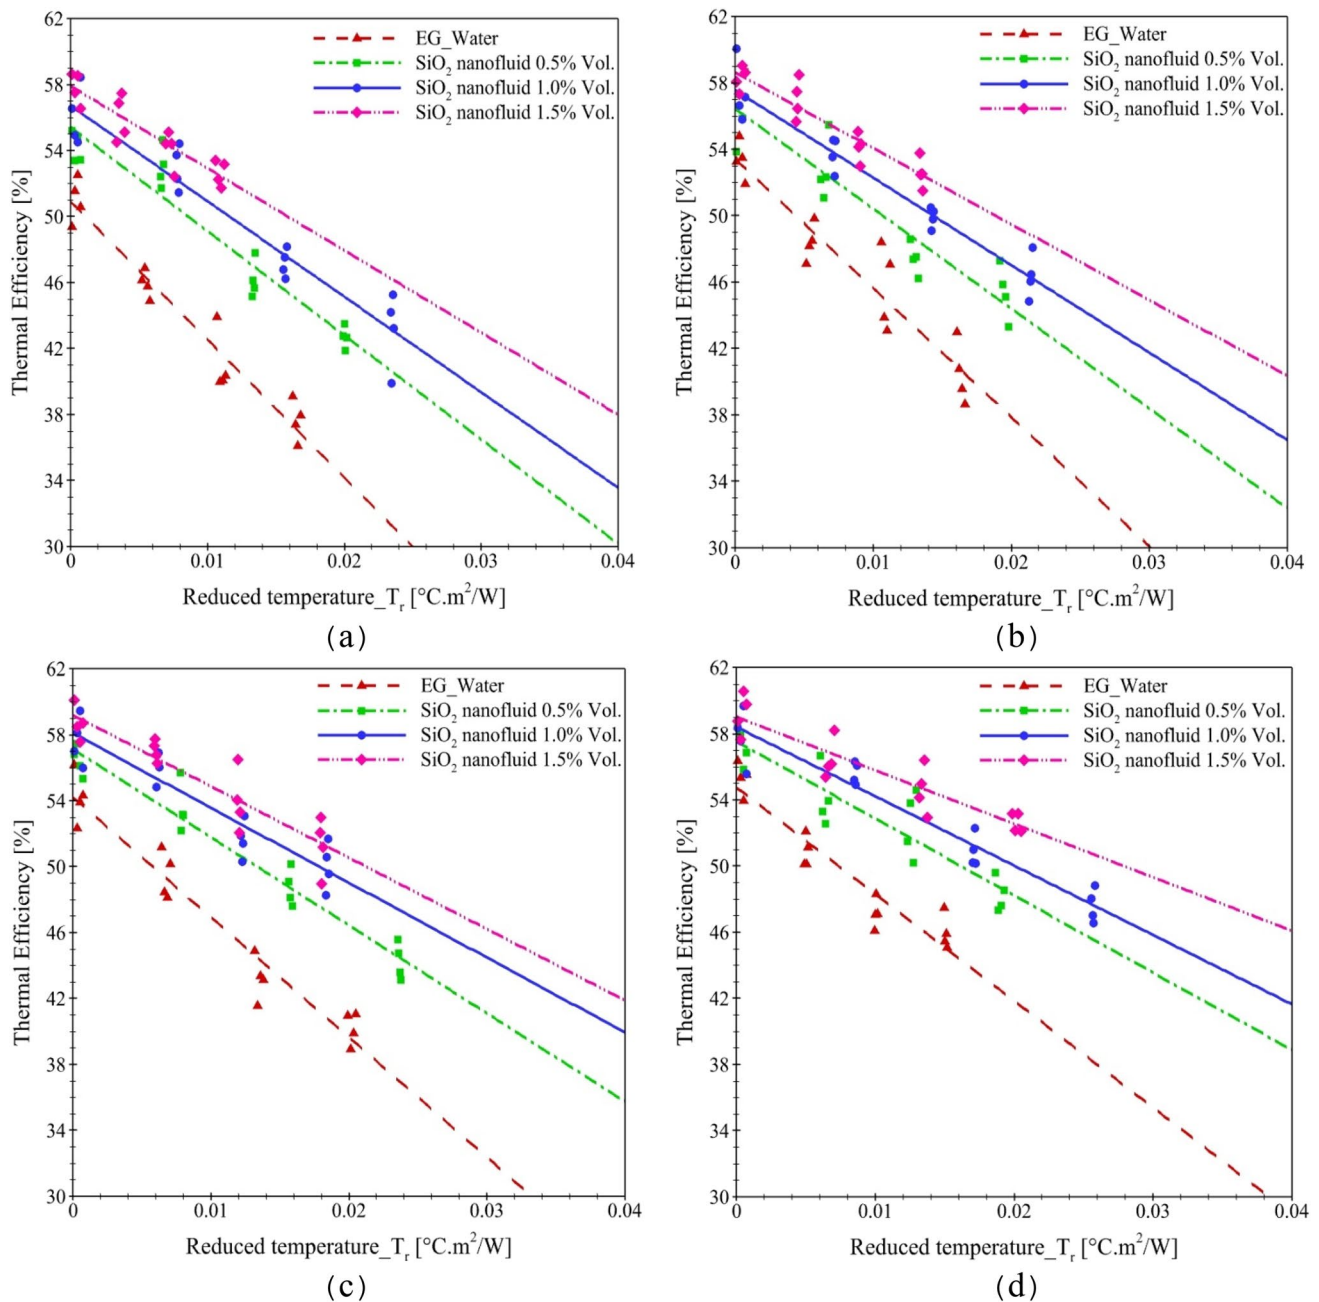 62
58
54
50
46
42
38
34
30
Thermal Efficiency [%]
EG_Water
SiO₂ nanofluid 0.5% Vol.
SiO₂ nanofluid 1.0% Vol.
SiO₂ nanofluid 1.5% Vol.
0 0.01 0.02 0.03 0.04
Reduced temperature_Tᵣ [°C.m²/W]
(a)
62
58
54
50
46
42
38
34
30
Thermal Efficiency [%]
EG_Water
SiO₂ nanofluid 0.5% Vol.
SiO₂ nanofluid 1.0% Vol.
SiO₂ nanofluid 1.5% Vol.
0 0.01 0.02 0.03 0.04
Reduced temperature_Tᵣ [°C.m²/W]
(b)
62
58
54
50
46
42
38
34
30
Thermal Efficiency [%]
EG_Water
SiO₂ nanofluid 0.5% Vol.
SiO₂ nanofluid 1.0% Vol.
SiO₂ nanofluid 1.5% Vol.
0 0.01 0.02 0.03 0.04
Reduced temperature_Tᵣ [°C.m²/W]
(c)
62
58
54
50
46
42
38
34
30
Thermal Efficiency [%]
EG_Water
SiO₂ nanofluid 0.5% Vol.
SiO₂ nanofluid 1.0% Vol.
SiO₂ nanofluid 1.5% Vol.
0 0.01 0.02 0.03 0.04
Reduced temperature_Tᵣ [°C.m²/W]
(d)